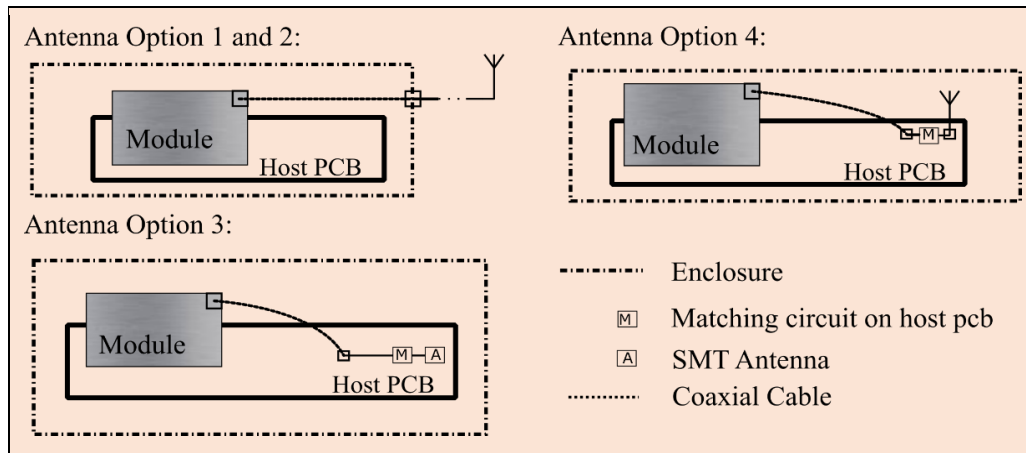 Antenna Option 1 and 2:
Module
Host PCB
Antenna Option 4:
Module
Host PCB
M
Antenna Option 3:
Module
M
A
Host PCB
Enclosure
M
Matching circuit on host pcb
A
SMT Antenna
Coaxial Cable